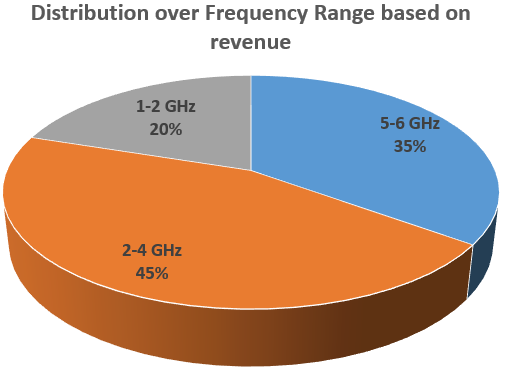 Distribution over Frequency Range based on
revenue
1-2 GHz
20%
5-6 GHz
35%
2-4 GHz
45%